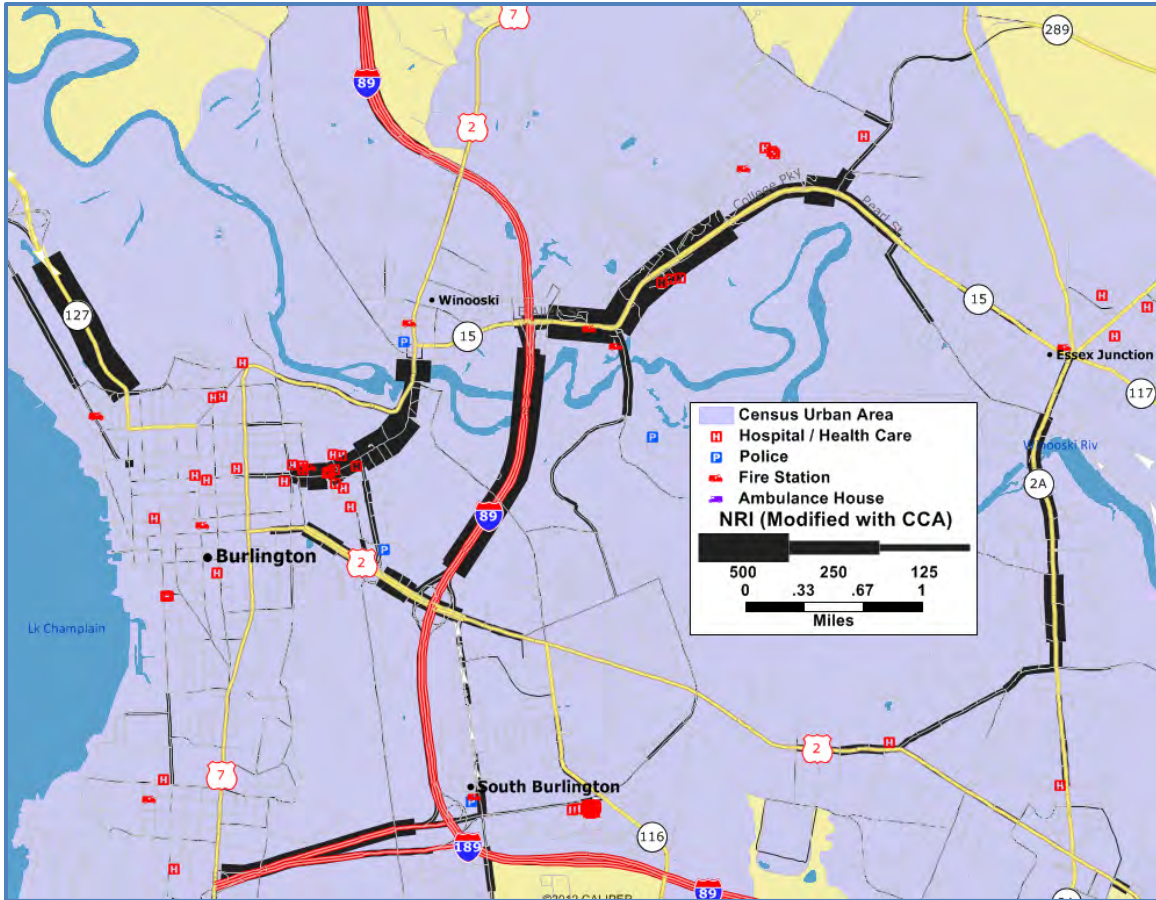 7
289
89
2
College Pky
Pearl St
127
Winooski
15
E Allen
15
Essex Junction
117
Census Urban Area
Hospital / Health Care
Police
Fire Station
Ambulance House
NRI (Modified with CCA)
500 250 125
0 .33 .67 1
Miles
Winooski Riv
2A
89
Burlington
2
Lk Champlain
2
7
South Burlington
116
189
89
©2012 CALIPER